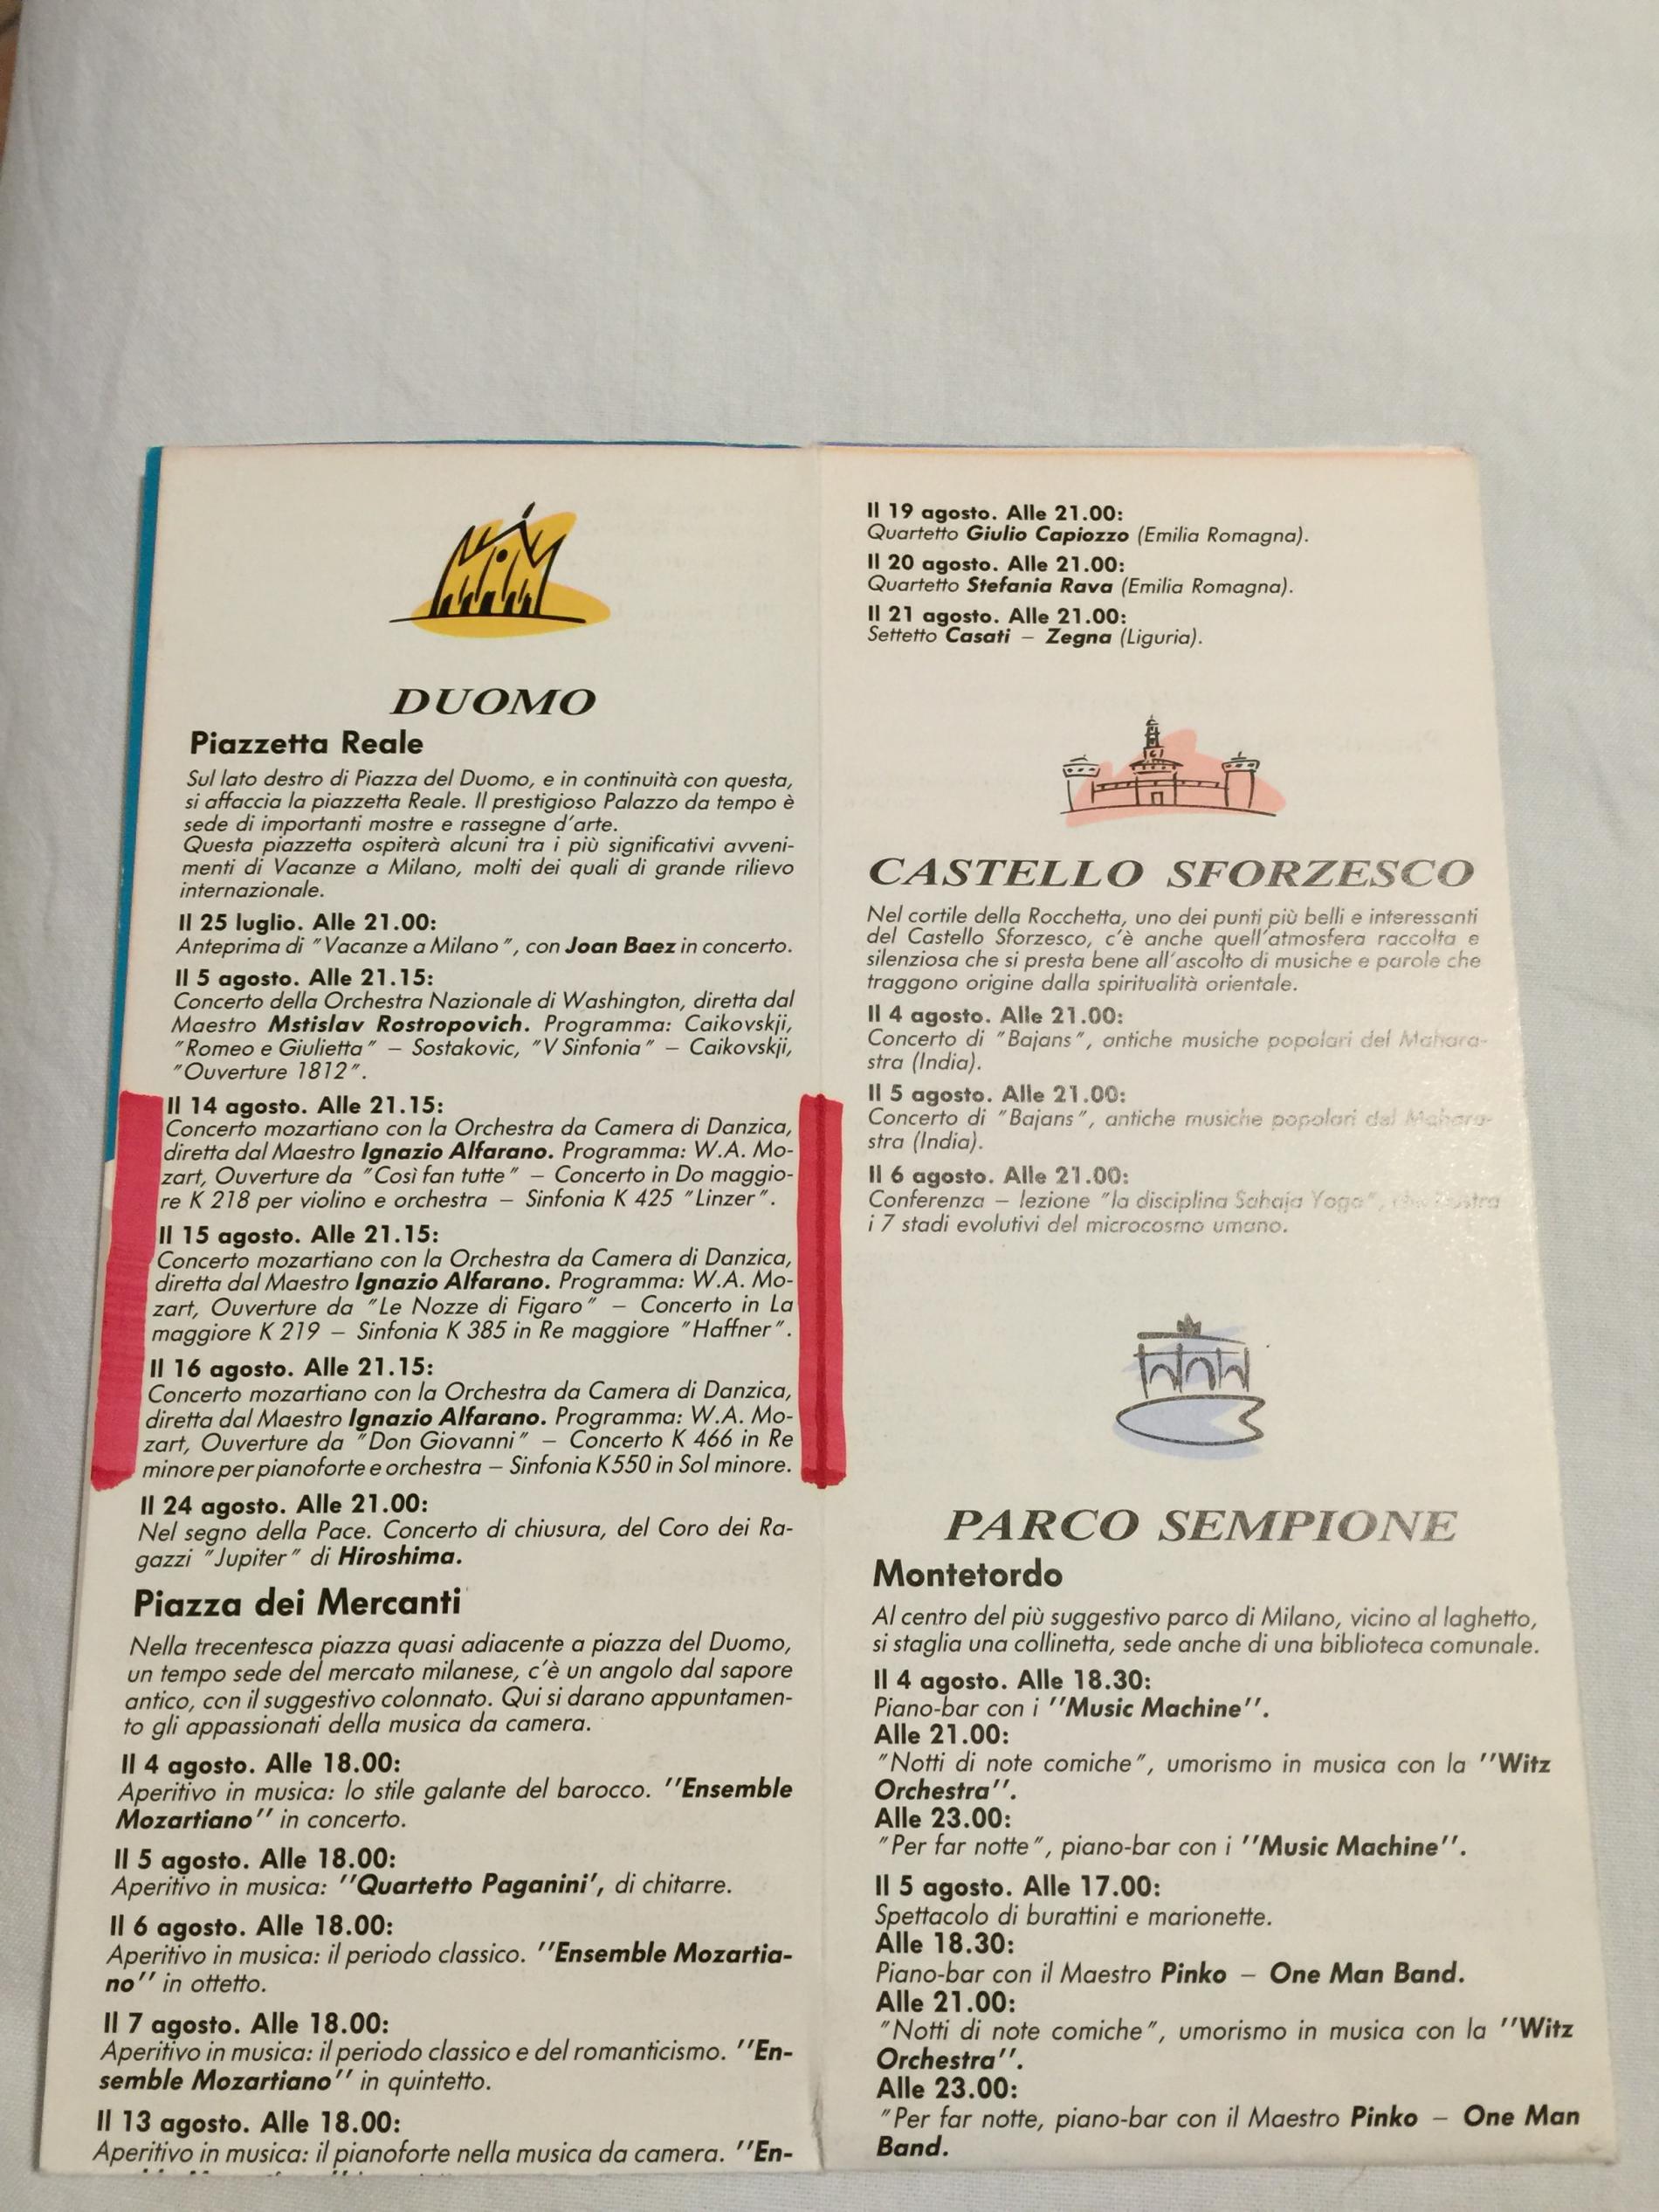 DUOMO
Piazzetta Reale
Sul lato destro di Piazza del Duomo, e in continuità con questa,
si affaccia la piazzetta Reale. Il prestigioso Palazzo da tempo è
sede di importanti mostre e rassegne d'arte.
Questa piazzetta ospiterà alcuni tra i più significativi avveni-
menti di Vacanze a Milano, molti dei quali di grande rilievo
internazionale.
Il 25 luglio. Alle 21.00:
Anteprima di "Vacanze a Milano", con Joan Baez in concerto.
Il 5 agosto. Alle 21.15:
Concerto della Orchestra Nazionale di Washington, diretta dal
Maestro Mstislav Rostropovich. Programma: Caikovskji,
"Romeo e Giulietta" – Sostakovic, "V Sinfonia" – Caikovskji,
"Ouverture 1812".
Il 14 agosto. Alle 21.15:
Concerto mozartiano con la Orchestra da Camera di Danzica,
diretta dal Maestro Ignazio Alfarano. Programma: W.A. Mo-
zart, Ouverture da "Così fan tutte" – Concerto in Do maggio-
re K 218 per violino e orchestra – Sinfonia K 425 "Linzer".
Il 15 agosto. Alle 21.15:
Concerto mozartiano con la Orchestra da Camera di Danzica,
diretta dal Maestro Ignazio Alfarano. Programma: W.A. Mo-
zart, Ouverture da "Le Nozze di Figaro" – Concerto in La
maggiore K 219 – Sinfonia K 385 in Re maggiore "Haffner".
Il 16 agosto. Alle 21.15:
Concerto mozartiano con la Orchestra da Camera di Danzica,
diretta dal Maestro Ignazio Alfarano. Programma: W.A. Mo-
zart, Ouverture da "Don Giovanni" – Concerto K 466 in Re
minore per pianoforte e orchestra – Sinfonia K550 in Sol minore.
Il 24 agosto. Alle 21.00:
Nel segno della Pace. Concerto di chiusura, del Coro dei Ra-
gazzi "Jupiter" di Hiroshima.
Piazza dei Mercanti
Nella trecentesca piazza quasi adiacente a piazza del Duomo,
un tempo sede del mercato milanese, c'è un angolo dal sapore
antico, con il suggestivo colonnato. Qui si darano appuntamen-
to gli appassionati della musica da camera.
Il 4 agosto. Alle 18.00:
Aperitivo in musica: lo stile galante del barocco. ''Ensemble
Mozartiano'' in concerto.
Il 5 agosto. Alle 18.00:
Aperitivo in musica: ''Quartetto Paganini', di chitarre.
Il 6 agosto. Alle 18.00:
Aperitivo in musica: il periodo classico. ''Ensemble Mozartia-
no'' in ottetto.
Il 7 agosto. Alle 18.00:
Aperitivo in musica: il periodo classico e del romanticismo. ''En-
semble Mozartiano'' in quintetto.
Il 13 agosto. Alle 18.00:
Aperitivo in musica: il pianoforte nella musica da camera. ''En-
Il 19 agosto. Alle 21.00:
Quartetto Giulio Capiozzo (Emilia Romagna).
Il 20 agosto. Alle 21.00:
Quartetto Stefania Rava (Emilia Romagna).
Il 21 agosto. Alle 21.00:
Settetto Casati – Zegna (Liguria).
CASTELLO SFORZESCO
Nel cortile della Rocchetta, uno dei punti più belli e interessanti
del Castello Sforzesco, c'è anche quell'atmosfera raccolta e
silenziosa che si presta bene all'ascolto di musiche e parole che
traggono origine dalla spiritualità orientale.
Il 4 agosto. Alle 21.00:
Concerto di "Bajans", antiche musiche popolari del Mahara-
stra (India).
Il 5 agosto. Alle 21.00:
Concerto di "Bajans", antiche musiche popolari del Mahara-
stra (India).
Il 6 agosto. Alle 21.00:
Conferenza – lezione "la disciplina Sahaja Yoga",
i 7 stadi evolutivi del microcosmo umano.
PARCO SEMPIONE
Montetordo
Al centro del più suggestivo parco di Milano, vicino al laghetto,
si staglia una collinetta, sede anche di una biblioteca comunale.
Il 4 agosto. Alle 18.30:
Piano-bar con i ''Music Machine''.
Alle 21.00:
"Notti di note comiche", umorismo in musica con la ''Witz
Orchestra''.
Alle 23.00:
"Per far notte", piano-bar con i ''Music Machine''.
Il 5 agosto. Alle 17.00:
Spettacolo di burattini e marionette.
Alle 18.30:
Piano-bar con il Maestro Pinko – One Man Band.
Alle 21.00:
"Notti di note comiche", umorismo in musica con la ''Witz
Orchestra''.
Alle 23.00:
"Per far notte, piano-bar con il Maestro Pinko – One Man
Band.